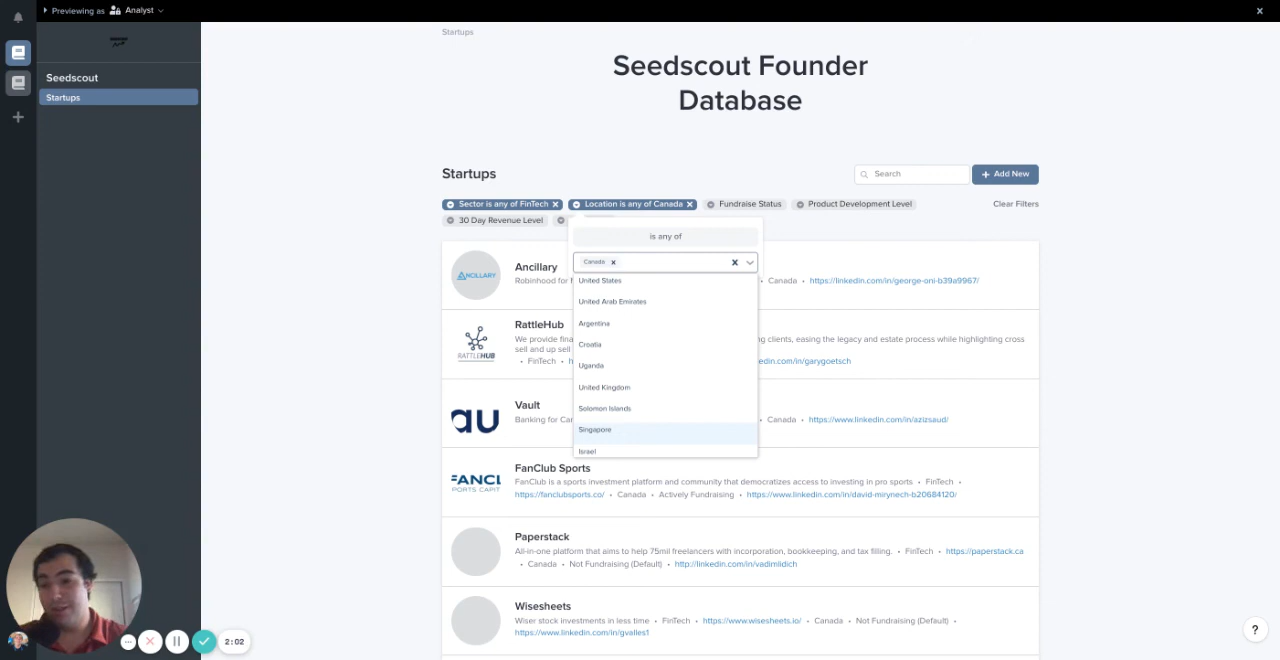 Previewing as Analyst
Seedscout
Startups
Startups
Seedscout Founder
Database
Startups
Search
Add New
Sector is any of FinTech
Location is any of Canada
Fundraise Status
Product Development Level
Clear Filters
30 Day Revenue Level
is any of
Canada
United States
United Arab Emirates
Argentina
Croatia
Uganda
United Kingdom
Solomon Islands
Singapore
Israel
Ancillary
Robinhood for
• Canada • https://linkedin.com/in/george-oni-b39a9967/
ANCILLARY
RattleHub
We provide fina
ng clients, easing the legacy and estate process while highlighting cross
sell and up sell
• FinTech • h
edin.com/in/garygoetsch
RATTLEHUB
Vault
Banking for Car
• Canada • https://www.linkedin.com/in/azizsaud/
au
FanClub Sports
FanClub is a sports investment platform and community that democratizes access to investing in pro sports • FinTech •
https://fanclubsports.co/ • Canada • Actively Fundraising • https://www.linkedin.com/in/david-mirynech-b20684120/
FANCL
PORTS CAPIT
Paperstack
All-in-one platform that aims to help 75mil freelancers with incorporation, bookkeeping, and tax filling. • FinTech • https://paperstack.ca
• Canada • Not Fundraising (Default) • http://linkedin.com/in/vadimlidich
Wisesheets
Wiser stock investments in less time • FinTech • https://www.wisesheets.io/ • Canada • Not Fundraising (Default) •
https://www.linkedin.com/in/gvalles1
2:02
?